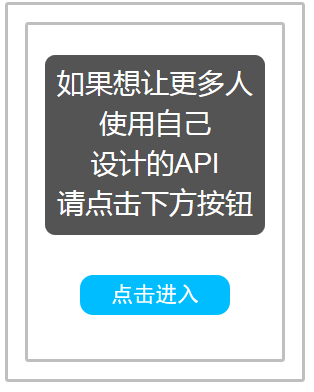 如果想让更多人
使用自己
设计的API
请点击下方按钮
点击进入